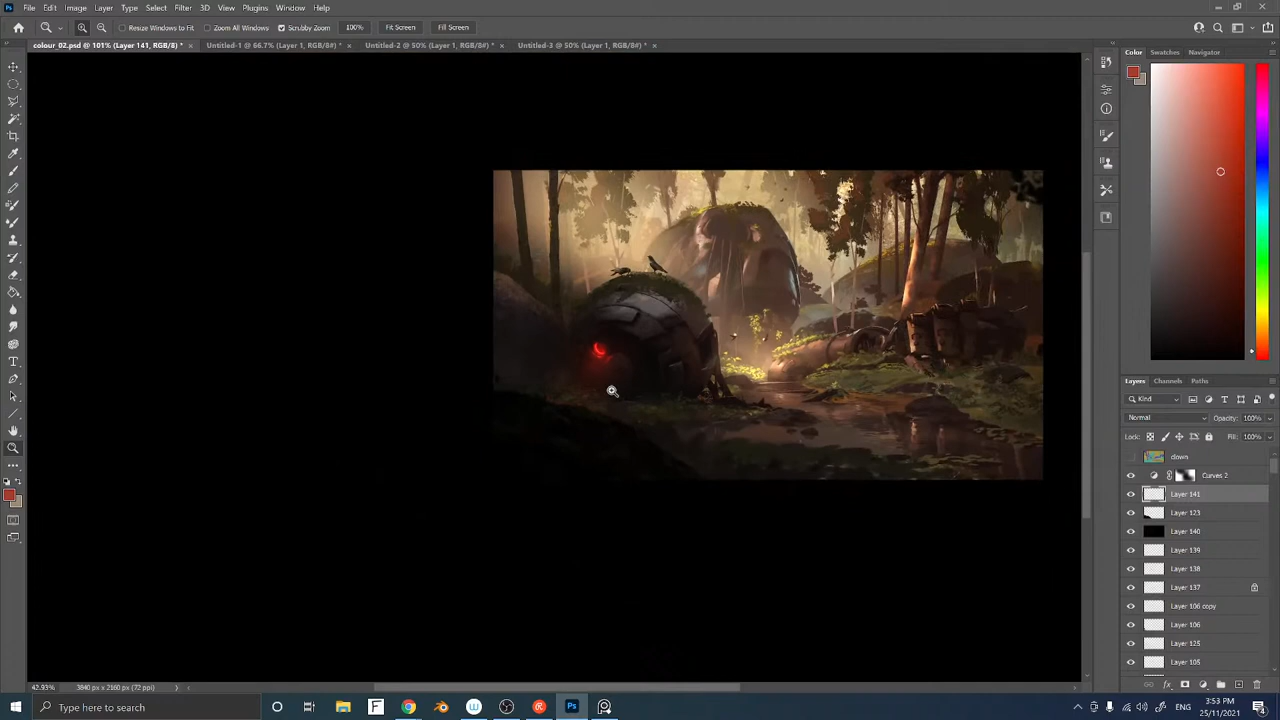 Ps File Edit Image Layer Type Select Filter 3D View Plugins Window Help
Resize Windows to Fit Zoom All Windows Scrubby Zoom 100% Fit Screen Fill Screen
colour_02.psd @ 101% (Layer 141, RGB/8) * × Untitled-1 @ 66.7% (Layer 1, RGB/8#) * × Untitled-2 @ 50% (Layer 1, RGB/8#) * × Untitled-3 @ 50% (Layer 1, RGB/8#) * ×
Color Swatches Navigator
Layers Channels Paths
Kind
Normal Opacity: 100%
Lock: Fill: 100%
clown
Curves 2
Layer 141
Layer 123
Layer 140
Layer 139
Layer 138
Layer 137
Layer 106 copy
Layer 106
Layer 125
Layer 105
42.93% 3840 px x 2160 px (72 ppi)
Type here to search
F
Ps
ENG
3:53 PM
25/11/2021